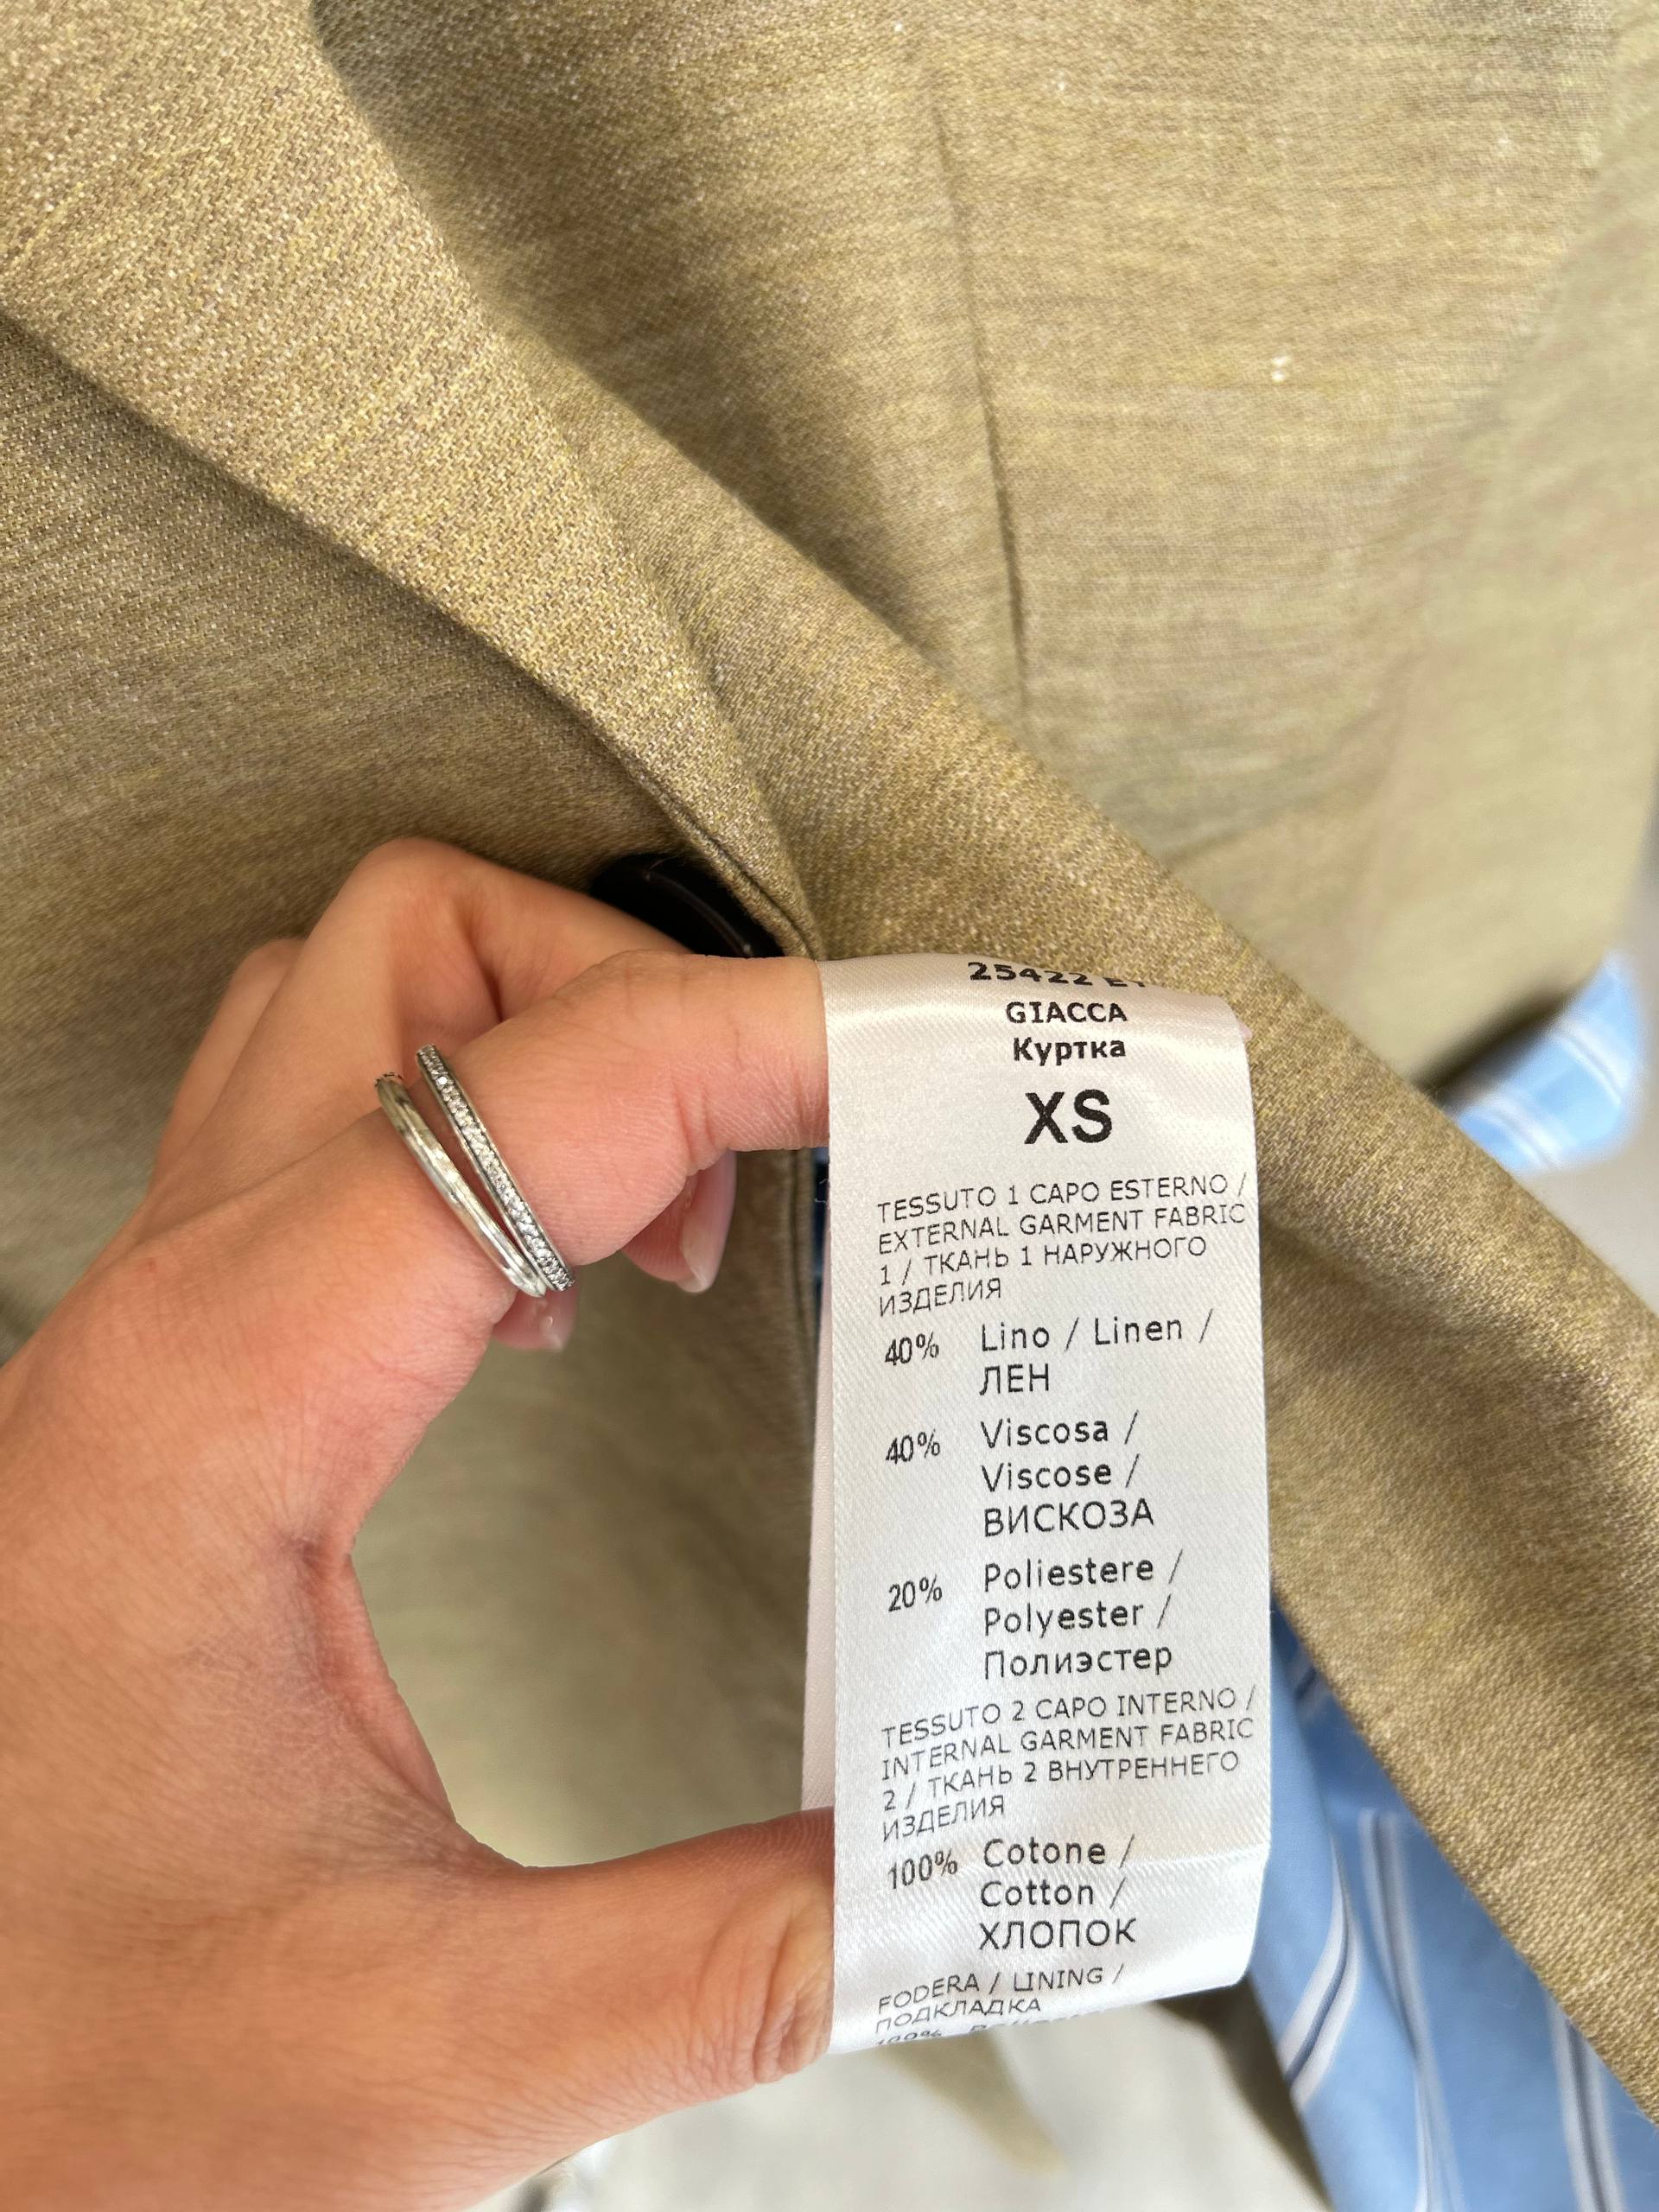 25422
GIACCA
Куртка
XS
TESSUTO 1 CAPO ESTERNO /
EXTERNAL GARMENT FABRIC
1 / ТКАНЬ 1 НАРУЖНОГО
ИЗДЕЛИЯ
40% Lino / Linen /
ЛЕН
40% Viscosa /
Viscose /
ВИСКОЗА
20% Poliestere /
Polyester /
Полиэстер
TESSUTO 2 CAPO INTERNO /
INTERNAL GARMENT FABRIC
2 / ТКАНЬ 2 ВНУТРЕННЕГО
ИЗДЕЛИЯ
100% Cotone /
Cotton /
ХЛОПОК
FODERA / LINING /
ПОДКЛАДКА
100%